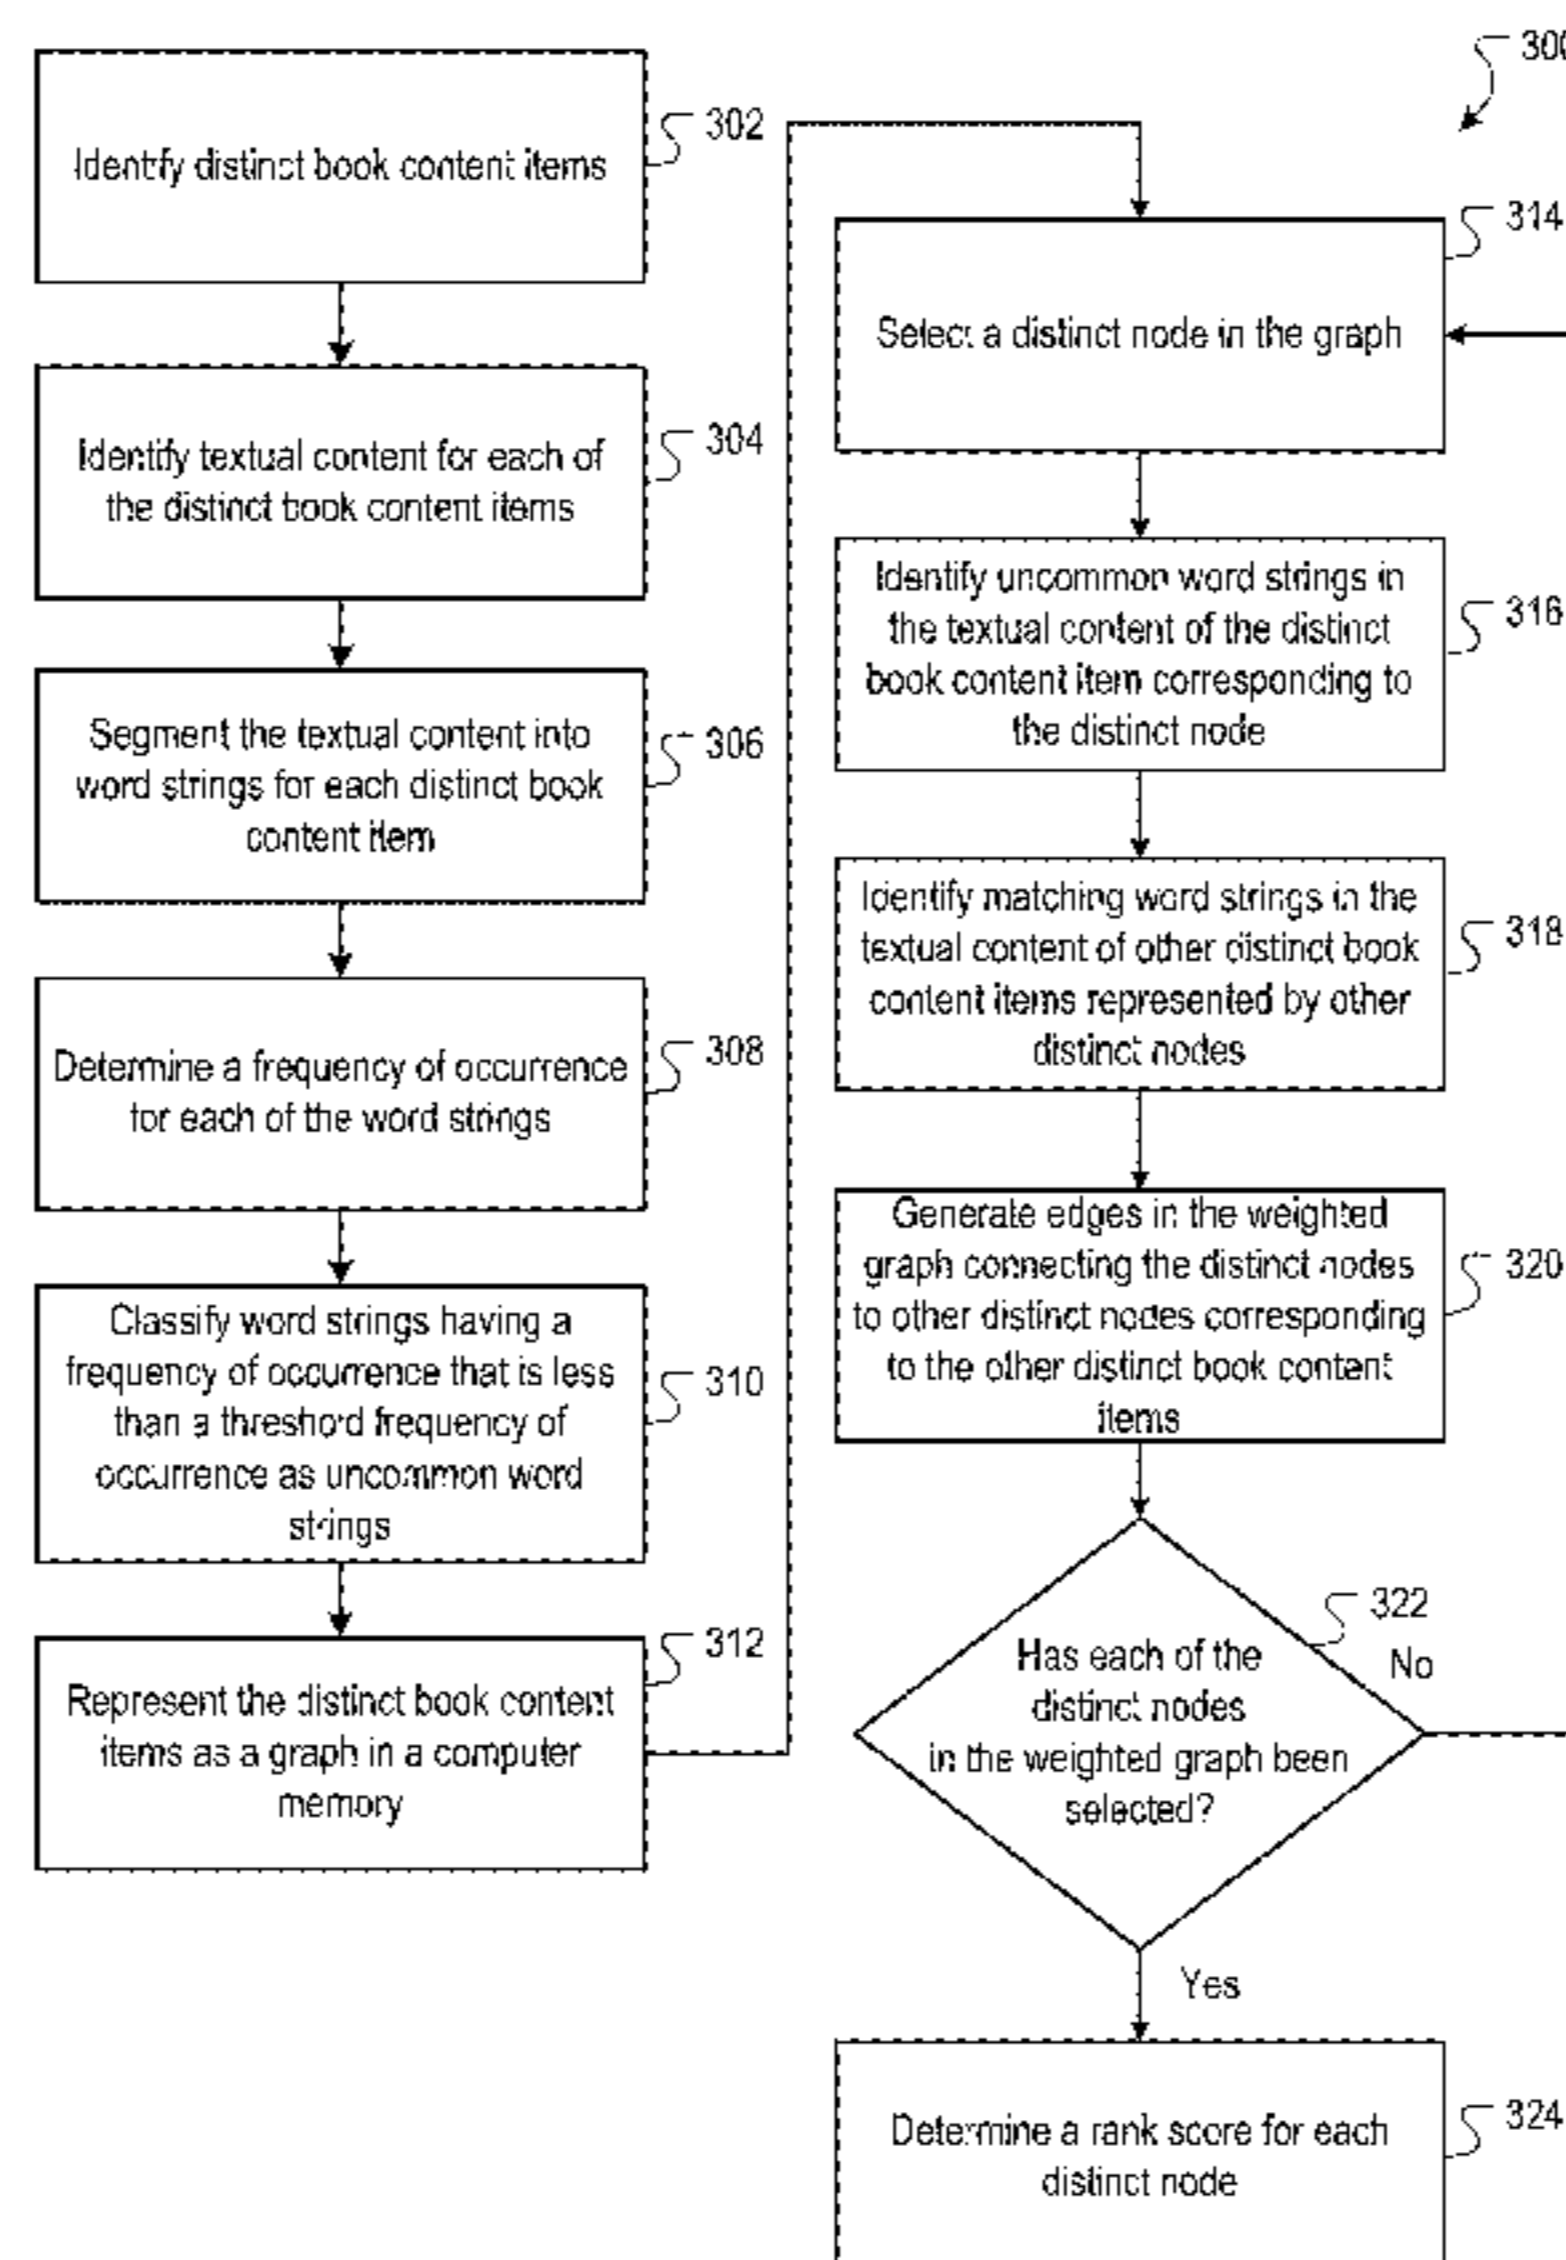 Identify distinct book content items
302
Identify textual content for each of
the distinct book content items
304
Segment the textual content into
word strings for each distinct book
content item
306
Determine a frequency of occurrence
for each of the word strings
308
Classify word strings having a
frequency of occurrence that is less
than a threshold frequency of
occurrence as uncommon word
strings
310
Represent the distinct book content
items as a graph in a computer
memory
312
300
Select a distinct node in the graph
314
Identify uncommon word strings in
the textual content of the distinct
book content item corresponding to
the distinct node
316
Identify matching word strings in the
textual content of other distinct book
content items represented by other
distinct nodes
318
Generate edges in the weighted
graph connecting the distinct nodes
to other distinct nodes corresponding
to the other distinct book content
items
320
Has each of the
distinct nodes
in the weighted graph been
selected?
322
No
Yes
Determine a rank score for each
distinct node
324